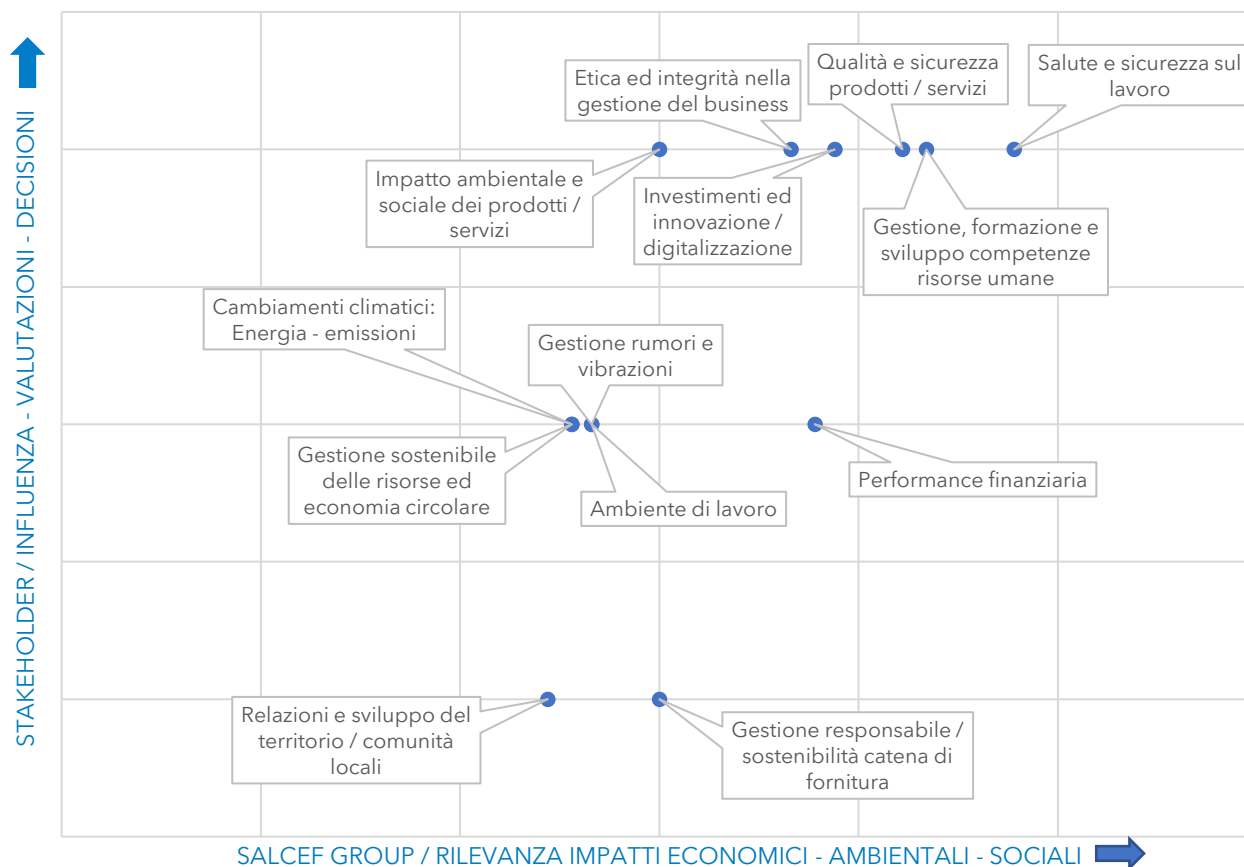 STAKEHOLDER / INFLUENZA - VALUTAZIONI - DECISIONI
Etica ed integrità nella
gestione del business
Qualità e sicurezza
prodotti / servizi
Salute e sicurezza sul
lavoro
Impatto ambientale e
sociale dei prodotti /
servizi
Investimenti ed
innovazione /
digitalizzazione
Gestione, formazione e
sviluppo competenze
risorse umane
Cambiamenti climatici:
Energia - emissioni
Gestione rumori e
vibrazioni
Gestione sostenibile
delle risorse ed
economia circolare
Ambiente di lavoro
Performance finanziaria
Relazioni e sviluppo del
territorio / comunità
locali
Gestione responsabile /
sostenibilità catena di
fornitura
SALCEF GROUP / RILEVANZA IMPATTI ECONOMICI - AMBIENTALI - SOCIALI